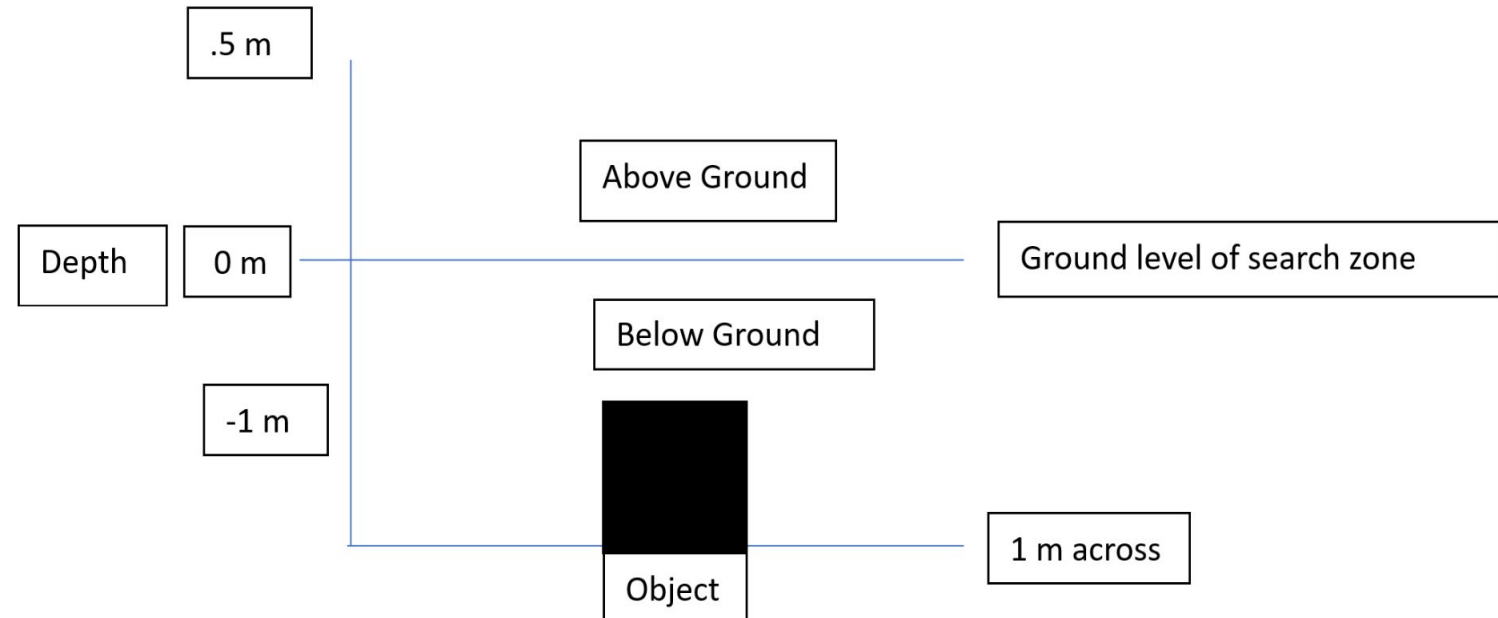 .5 m
Above Ground
Depth
0 m
Ground level of search zone
Below Ground
-1 m
1 m across
Object